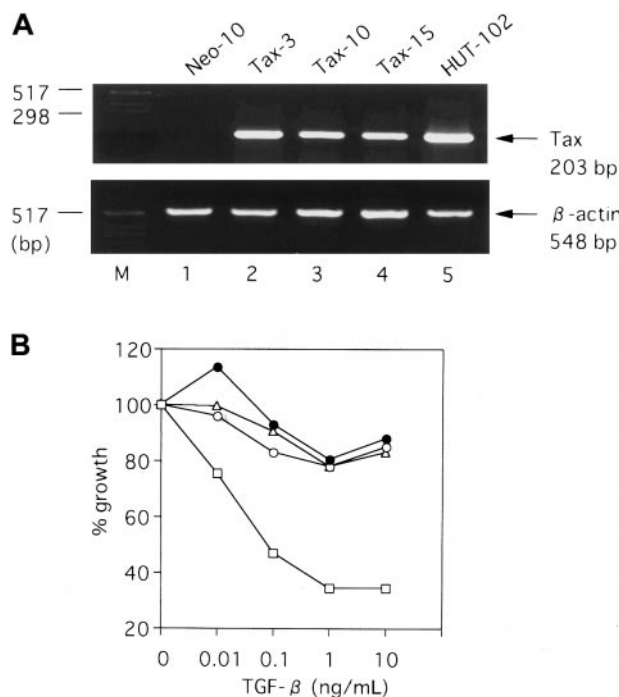 A
Neo-10 Tax-3 Tax-10 Tax-15 HUT-102
517
298
Tax
203 bp
517
β-actin
(bp)
548 bp
M 1 2 3 4 5
B
120
100
80
60
40
20
% growth
0 0.01 0.1 1 10
TGF-β (ng/mL)